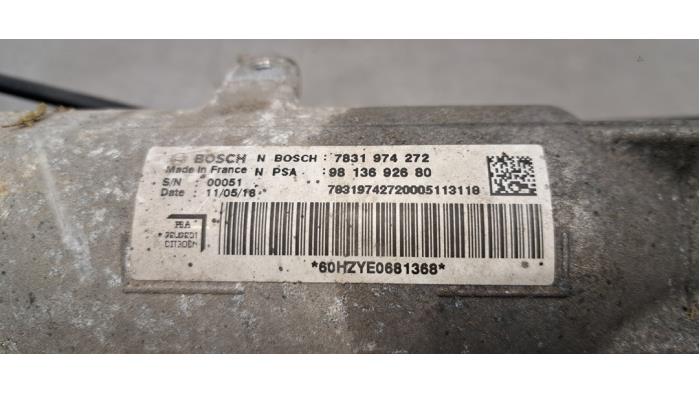 BOSCH N BOSCH : 7831 974 272
Made in France N PSA : 98 136 926 80
S/N : 00051 78319742720005113118
Date : 11/05/18
PSA
PEUGEOT
CITROËN
*60HZYE0681368*